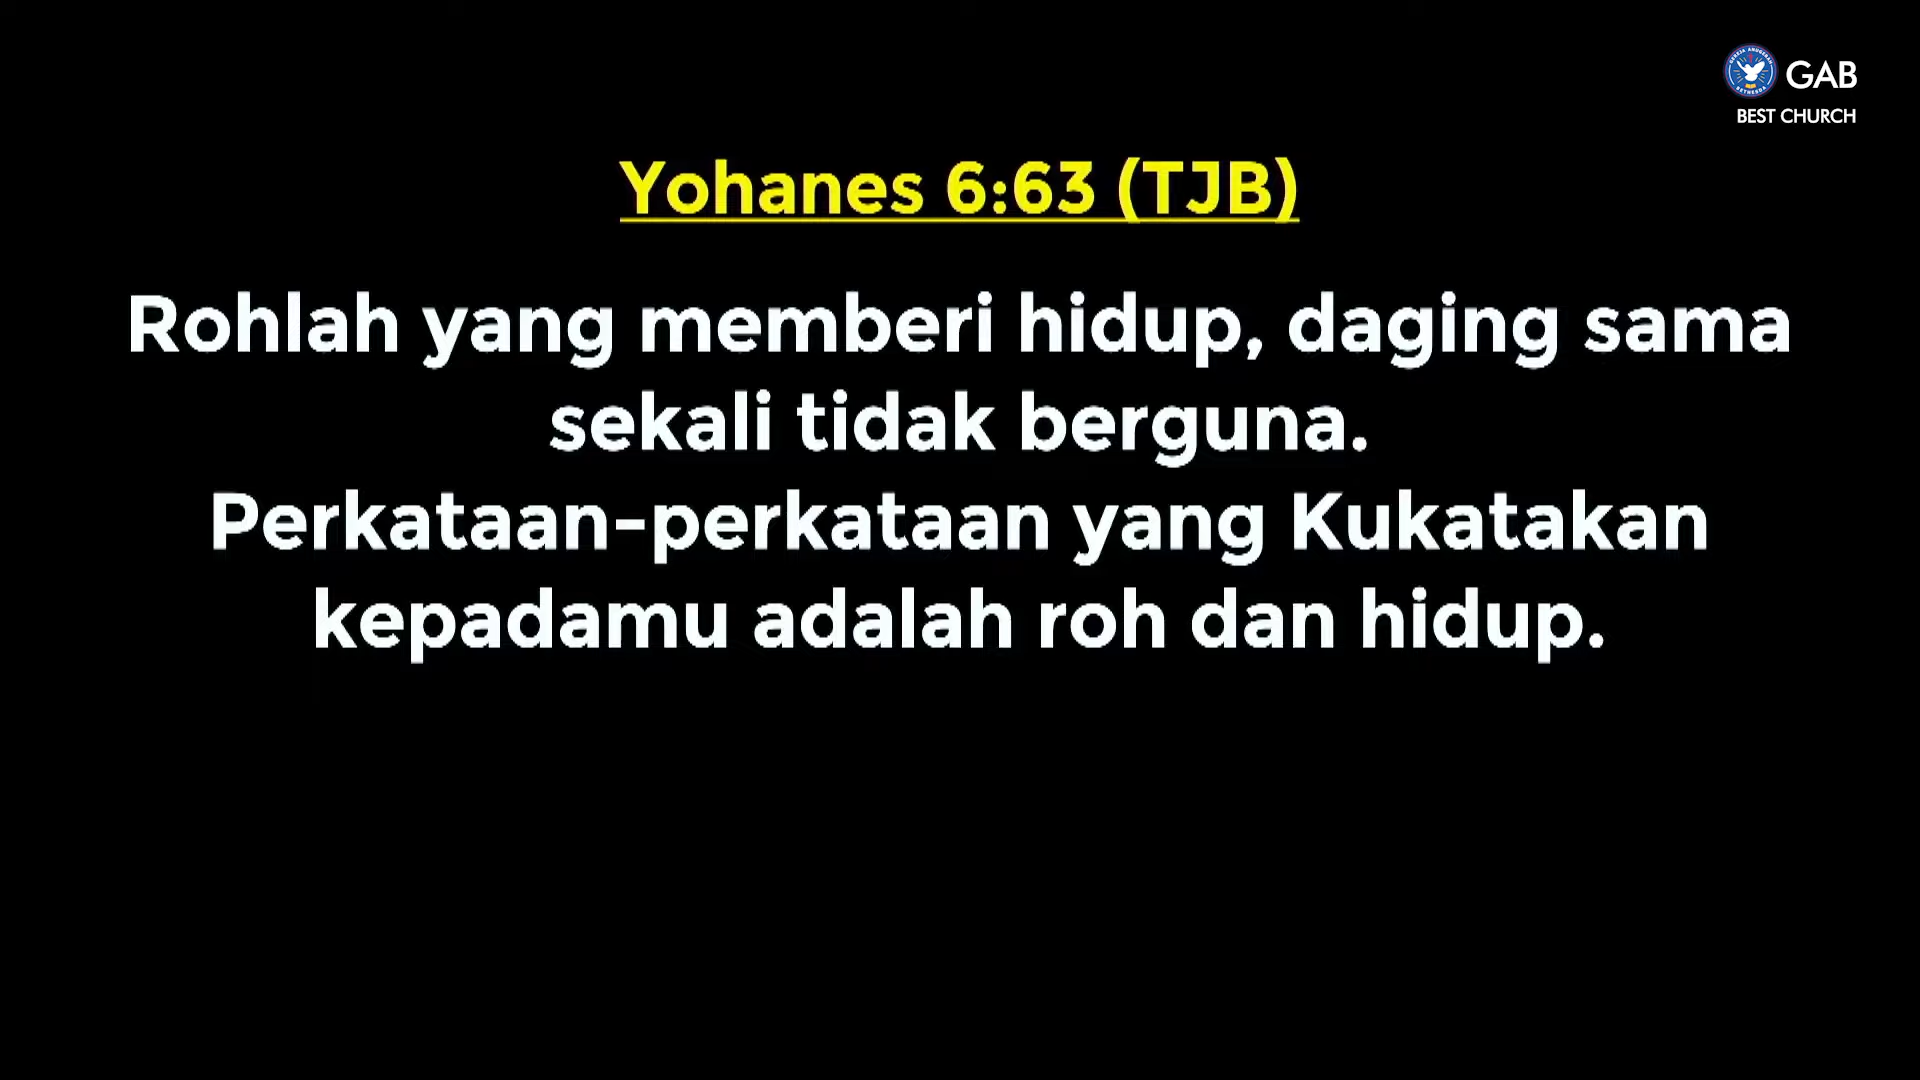 GAB
BEST CHURCH
Yohanes 6:63 (TJB)
Rohlah yang memberi hidup, daging sama
sekali tidak berguna.
Perkataan-perkataan yang Kukatakan
kepadamu adalah roh dan hidup.